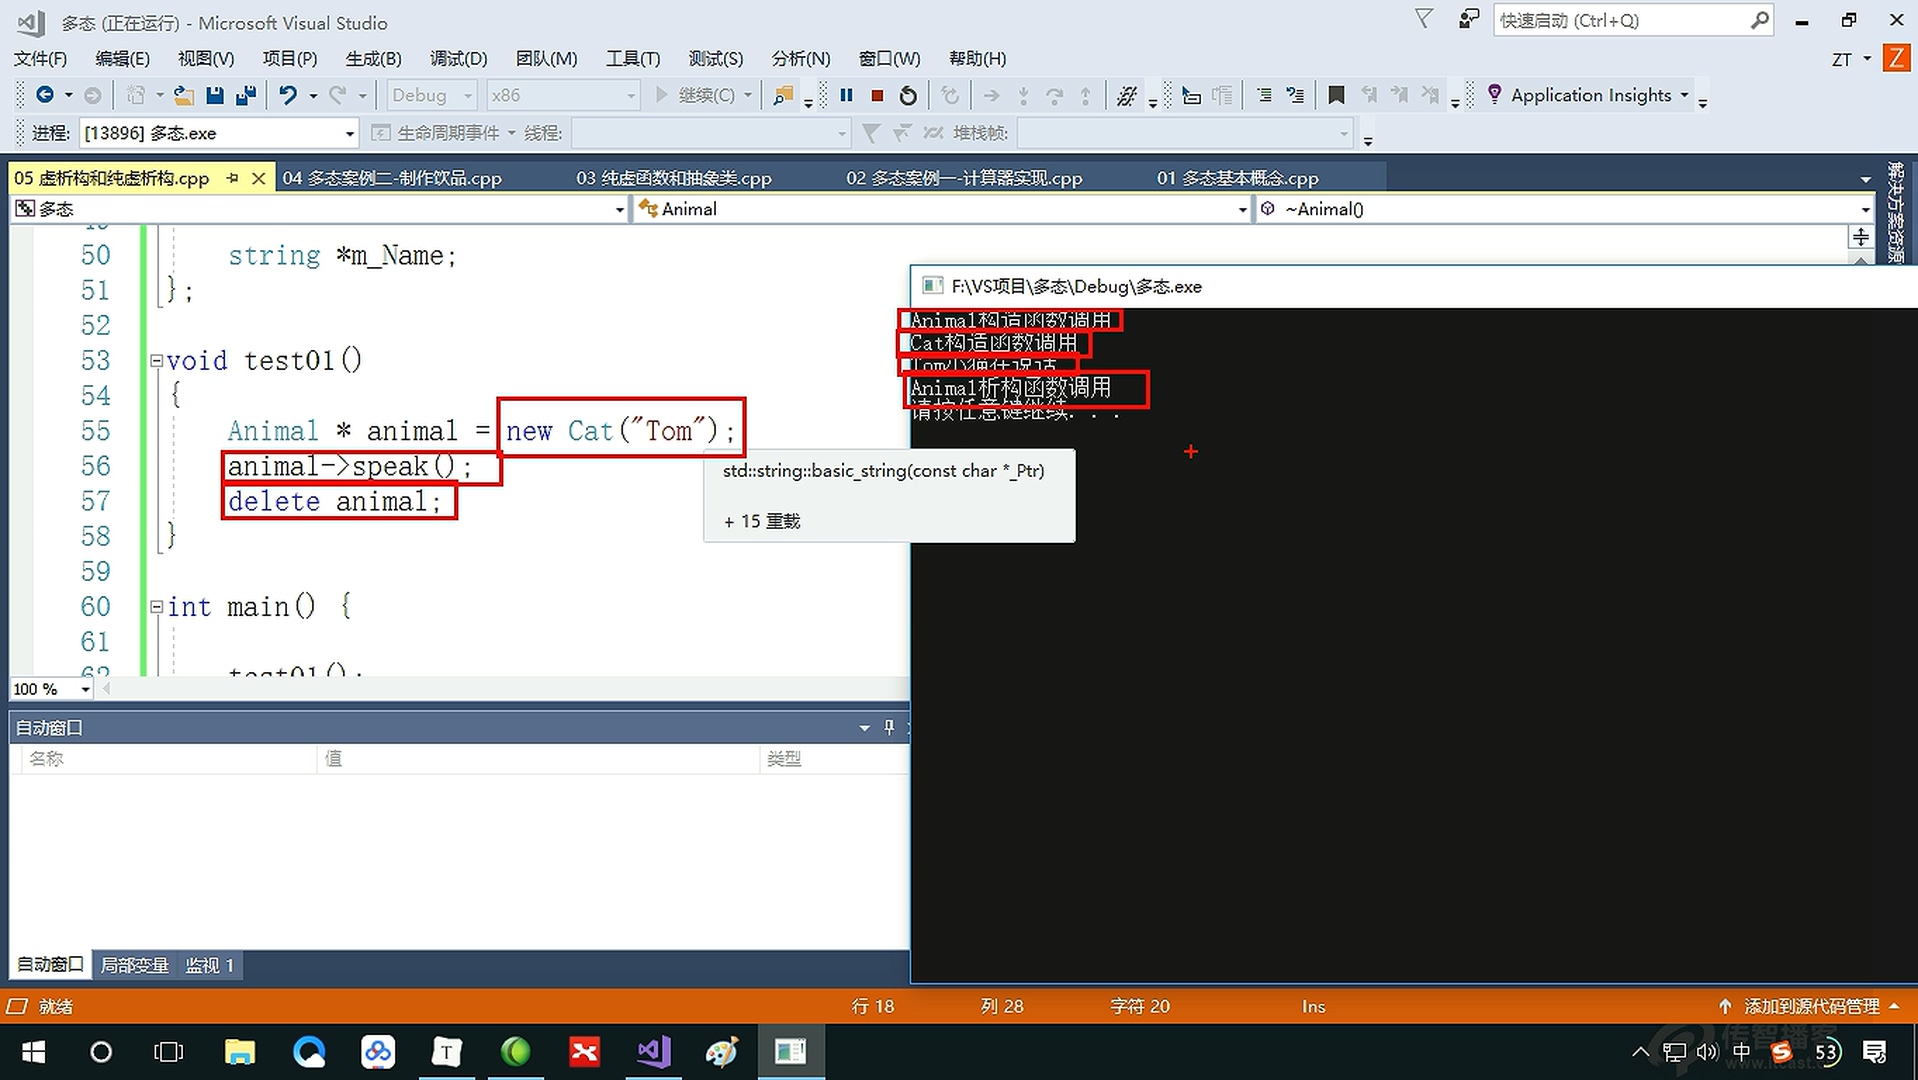 多态 (正在运行) - Microsoft Visual Studio
快速启动 (Ctrl+Q)
文件(F) 编辑(E) 视图(V) 项目(P) 生成(B) 调试(D) 团队(M) 工具(T) 测试(S) 分析(N) 窗口(W) 帮助(H)
ZT
Z
Debug x86 继续(C) Application Insights
进程: [13896] 多态.exe 生命周期事件 线程: 堆栈帧:
05 虚析构和纯虚析构.cpp 04 多态案例二-制作饮品.cpp 03 纯虚函数和抽象类.cpp 02 多态案例一-计算器实现.cpp 01 多态基本概念.cpp
多态 Animal ~Animal()
解决方案资源
50 string *m_Name;
51 };
52
53 void test01()
54 {
55 Animal * animal = new Cat("Tom");
56 animal->speak();
57 delete animal;
58 }
59
60 int main() {
61
62 test01();
std::string::basic_string(const char *_Ptr)
+ 15 重载
F:\VS项目\多态\Debug\多态.exe
Animal构造函数调用
Cat构造函数调用
Tom小猫在说话
Animal析构函数调用
请按任意键继续. . .
100 %
自动窗口
名称 值 类型
自动窗口 局部变量 监视 1
就绪 行 18 列 28 字符 20 Ins 添加到源代码管理
T
中
S
53
传智播客